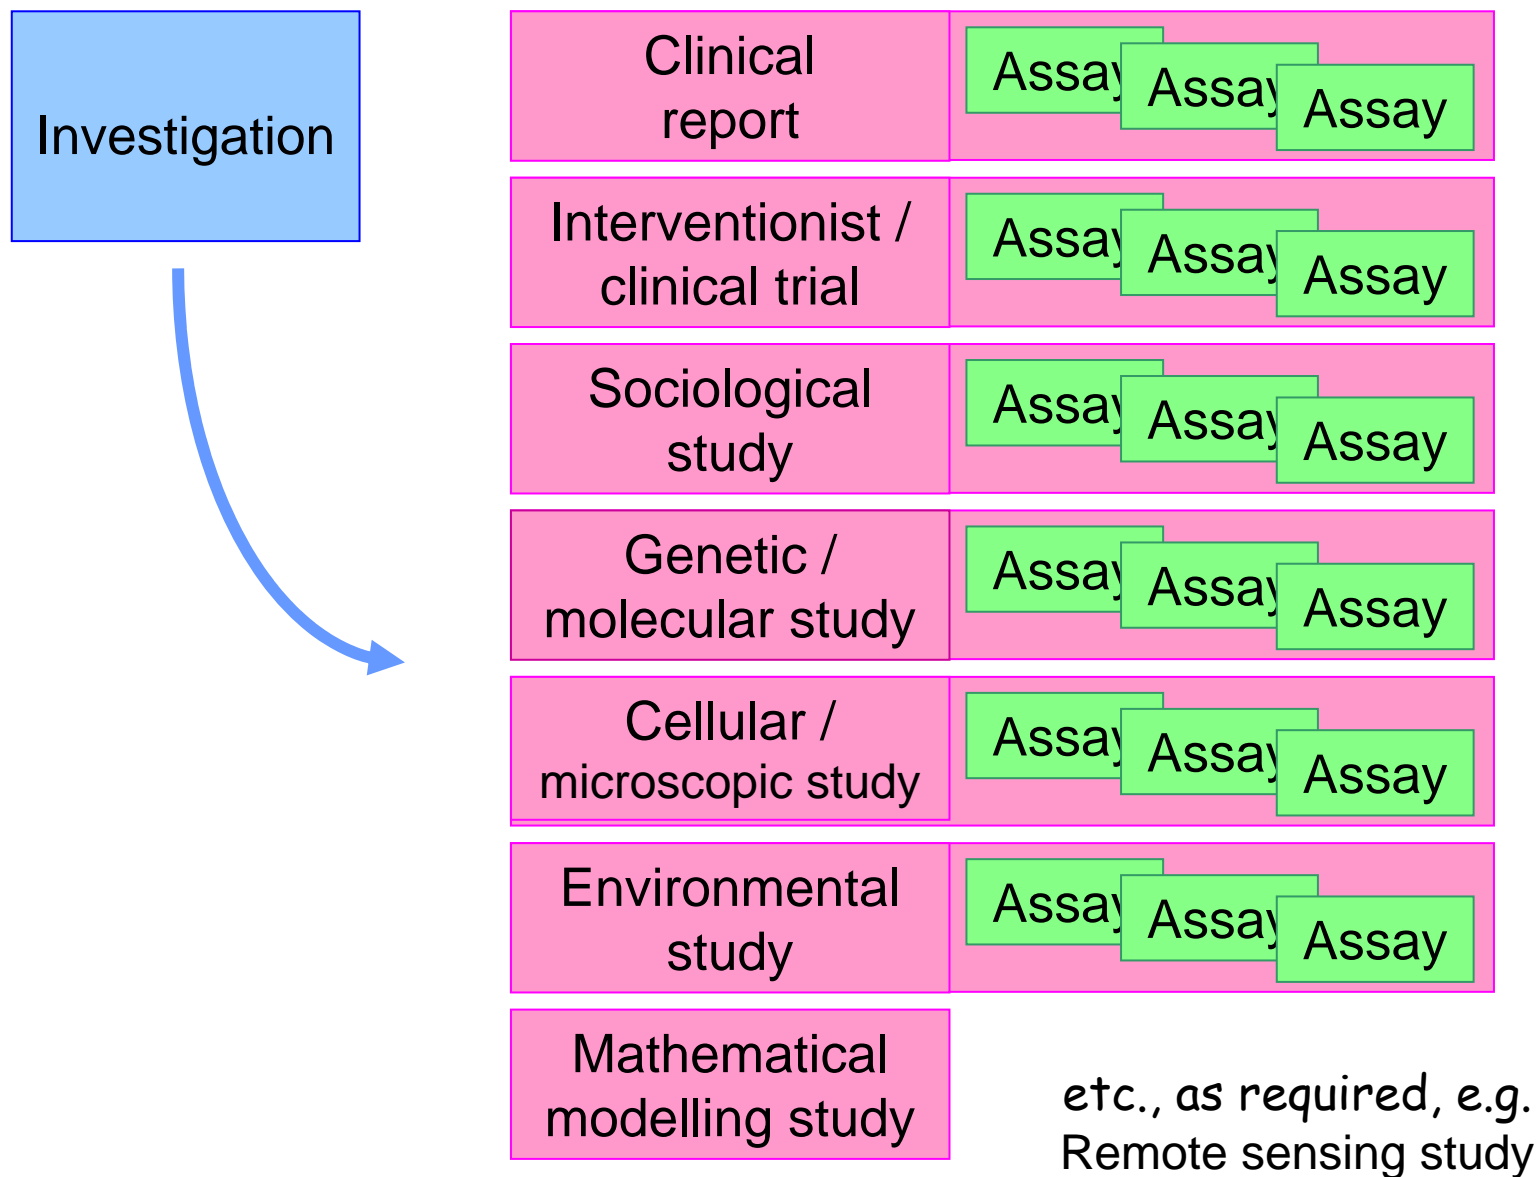 Investigation
Clinical
report
Assay
Assay
Assay
Interventionist /
clinical trial
Assay
Assay
Assay
Sociological
study
Assay
Assay
Assay
Genetic /
molecular study
Assay
Assay
Assay
Cellular /
microscopic study
Assay
Assay
Assay
Environmental
study
Assay
Assay
Assay
Mathematical
modelling study
etc., as required, e.g.
Remote sensing study